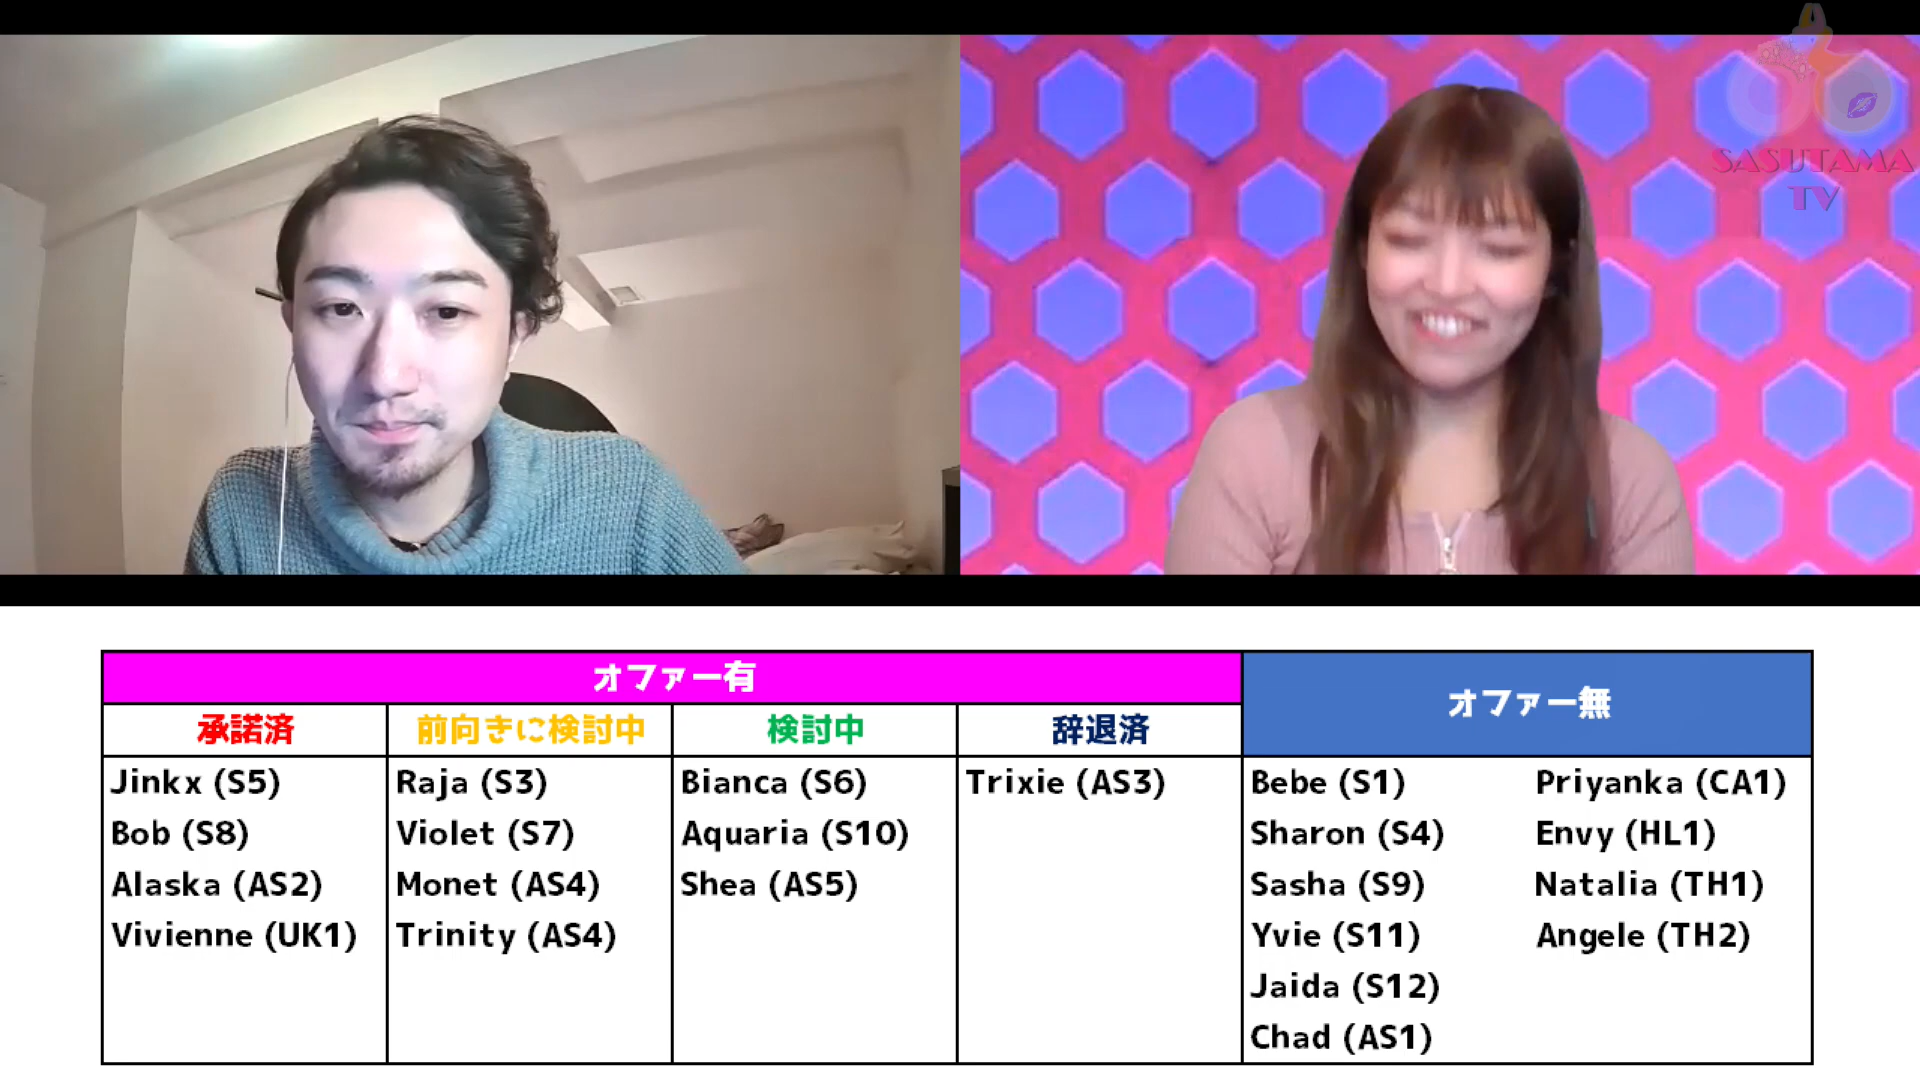 SASUTAMA
TV
オファー有
オファー無
承諾済
前向きに検討中
検討中
辞退済
Jinkx (S5)
Raja (S3)
Bianca (S6)
Trixie (AS3)
Bebe (S1)
Priyanka (CA1)
Bob (S8)
Violet (S7)
Aquaria (S10)
Sharon (S4)
Envy (HL1)
Alaska (AS2)
Monet (AS4)
Shea (AS5)
Sasha (S9)
Natalia (TH1)
Vivienne (UK1)
Trinity (AS4)
Yvie (S11)
Angele (TH2)
Jaida (S12)
Chad (AS1)